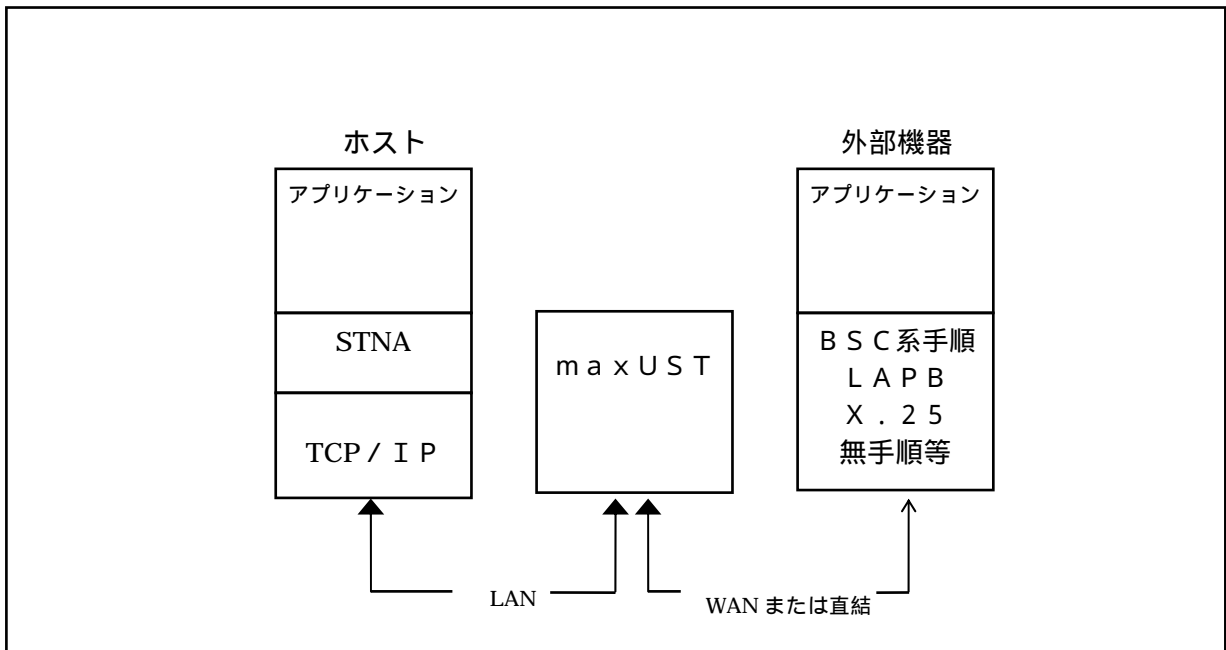 ホスト
アプリケーション
STNA
TCP/ＩＰ
ｍａｘＵＳＴ
外部機器
アプリケーション
ＢＳＣ系手順
ＬＡＰＢ
Ｘ．２５
無手順等
LAN
WAN または直結